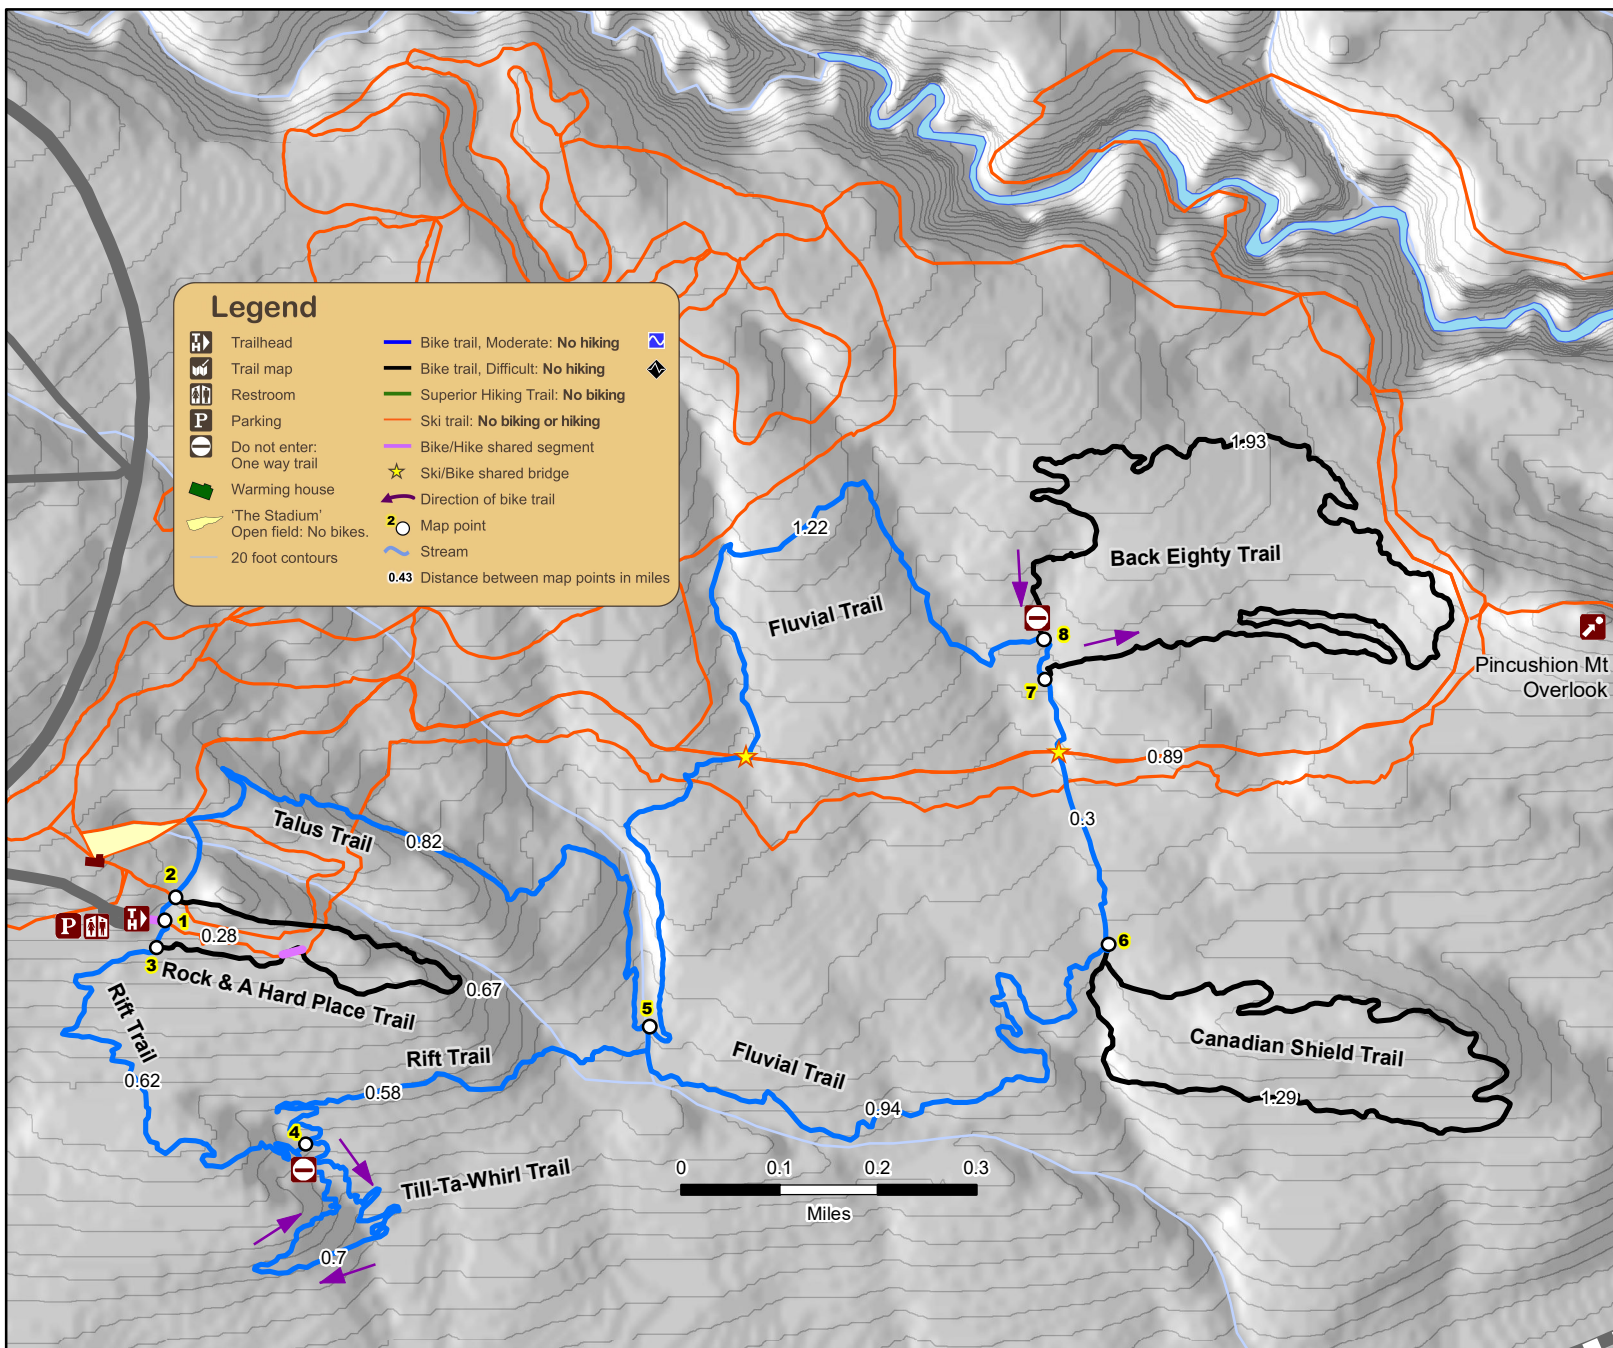 Legend
Trailhead
Trail map
Restroom
P
Parking
Do not enter:
One way trail
Warming house
'The Stadium'
Open field: No bikes.
20 foot contours
Bike trail, Moderate: No hiking
Bike trail, Difficult: No hiking
Superior Hiking Trail: No biking
Ski trail: No biking or hiking
Bike/Hike shared segment
Ski/Bike shared bridge
Direction of bike trail
2
Map point
Stream
0.43 Distance between map points in miles
TH
1.93
1.22
Back Eighty Trail
Fluvial Trail
8
7
Pincushion Mt
Overlook
0.89
0.3
Talus Trail
0.82
2
P
TH
1
0.28
3
Rock & A Hard Place Trail
0.67
6
5
Rift Trail
Rift Trail
0.62
0.58
Fluvial Trail
0.94
Canadian Shield Trail
1.29
4
Till-Ta-Whirl Trail
0.7
0 0.1 0.2 0.3
Miles